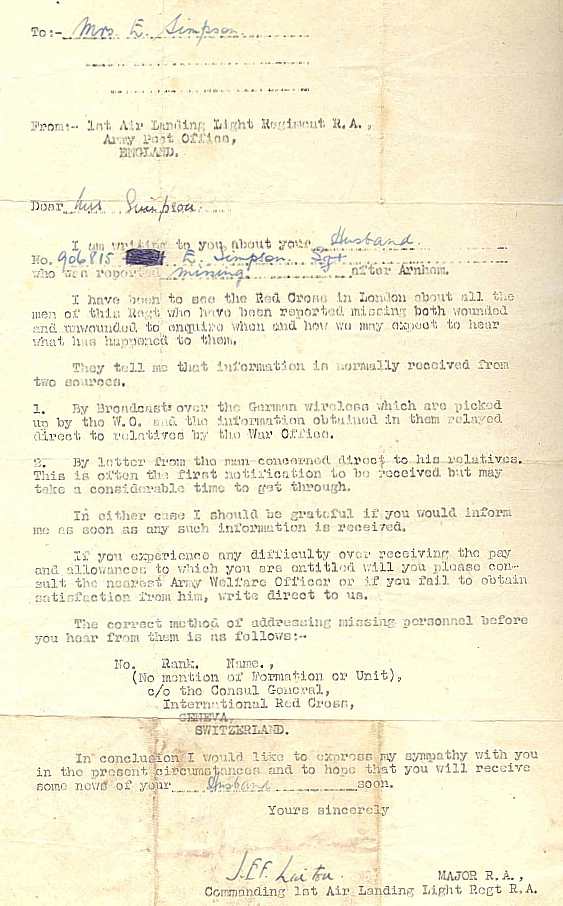 To:- Mrs E. Simpson
From:- 1st Air Landing Light Regiment R.A.,
Army Post Office,
ENGLAND.
Dear Mrs Simpson.
I am writing to you about your Husband
No. 906815 E. Simpson Sgt
who was reported missing after Arnhem.
I have been to see the Red Cross in London about all the
men of this Regt who have been reported missing both wounded
and unwounded to enquire when and how we may expect to hear
what has happened to them.
They tell me that information is normally received from
two sources.
1. By Broadcast over the German wireless which are picked
up by the W.O. and the information obtained in them relayed
direct to relatives by the War Office.
2. By letter from the man concerned direct to his relatives.
This is often the first notification to be received but may
take a considerable time to get through.
In either case I should be grateful if you would inform
me as soon as any such information is received.
If you experience any difficulty over receiving the pay
and allowances to which you are entitled will you please con-
sult the nearest Army Welfare Officer or if you fail to obtain
satisfaction from him, write direct to us.
The correct method of addressing missing personnel before
you hear from them is as follows:-
No. Rank. Name.,
(No mention of Formation or Unit),
c/o the Consul General,
International Red Cross,
GENEVA,
SWITZERLAND.
In conclusion I would like to express my sympathy with you
in the present circumstances and to hope that you will receive
some news of your Husband soon.
Yours sincerely
J.E.F. Linton.
MAJOR R.A.,
Commanding 1st Air Landing Light Regt R.A.